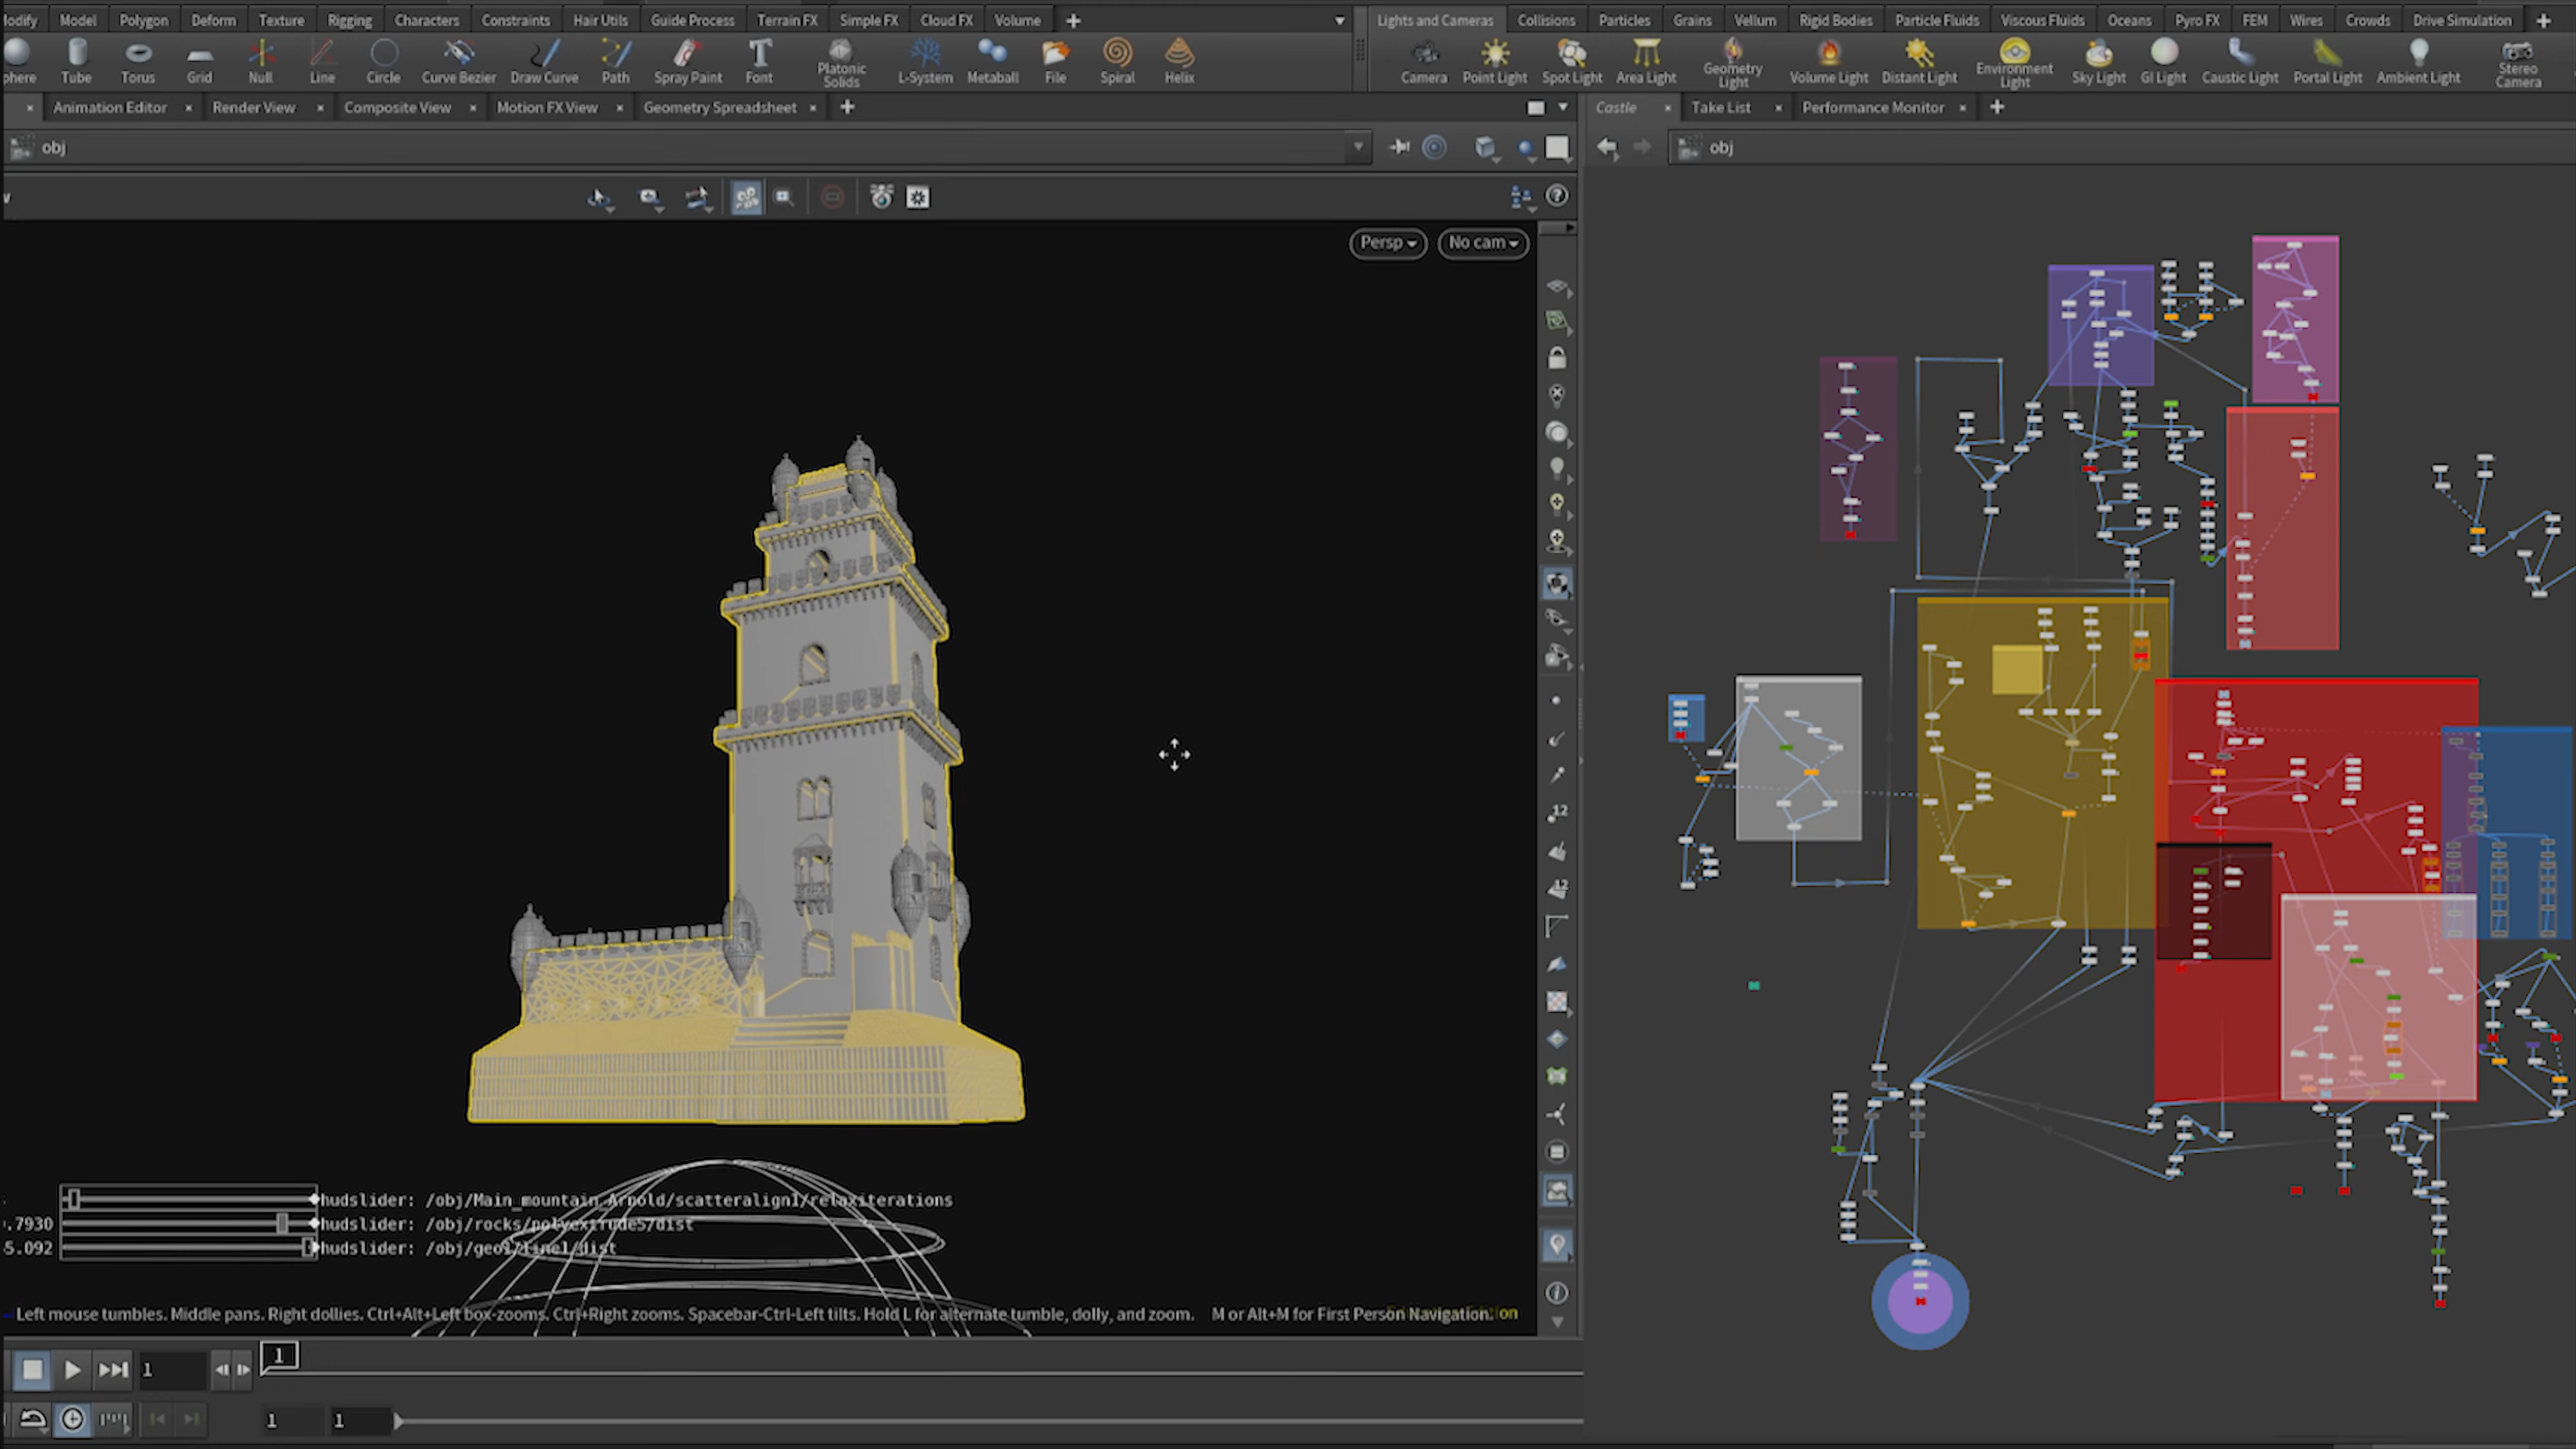 Model Polygon Deform Texture Rigging Characters Constraints Hair Utils Guide Process Terrain FX Simple FX Cloud FX Volume
Lights and Cameras Collisions Particles Grains Vellum Rigid Bodies Particle Fluids Viscous Fluids Oceans Pyro FX FEM Wires Crowds Drive Simulation
Tube Torus Grid Null Line Circle Curve Bezier Draw Curve Path Spray Paint Font Platonic Solids L-System Metaball File Spiral Helix
Camera Point Light Spot Light Area Light Geometry Light Volume Light Distant Light Environment Light Sky Light GI Light Caustic Light Portal Light Ambient Light Stereo Camera
Animation Editor Render View Composite View Motion FX View Geometry Spreadsheet
Castle Take List Performance Monitor
obj
obj
Persp No cam
12
12
hudslider: /obj/Main_mountain_Arnold/scatteralign1/relaxiterations
.7930 hudslider: /obj/rocks/polyextrude5/dist
5.092 hudslider: /obj/geo1/line1/dist
Left mouse tumbles. Middle pans. Right dollies. Ctrl+Alt+Left box-zooms. Ctrl+Right zooms. Spacebar-Ctrl-Left tilts. Hold L for alternate tumble, dolly, and zoom. M or Alt+M for First Person Navigation.
1 1
1 1